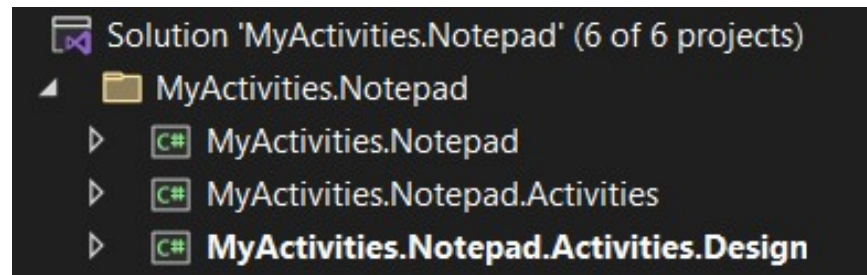 Solution 'MyActivities.Notepad' (6 of 6 projects)
MyActivities.Notepad
C# MyActivities.Notepad
C# MyActivities.Notepad.Activities
C# MyActivities.Notepad.Activities.Design